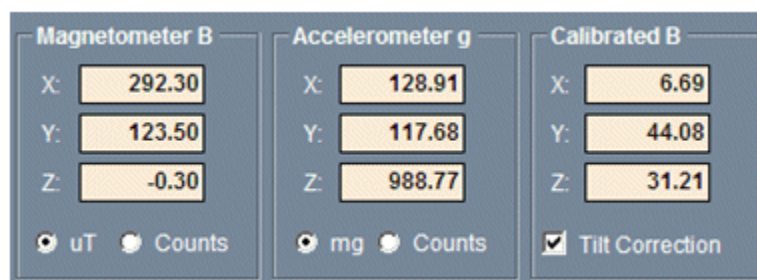 Magnetometer B Accelerometer g Calibrated B
X: 292.30 X: 128.91 X: 6.69
Y: 123.50 Y: 117.68 Y: 44.08
Z: -0.30 Z: 988.77 Z: 31.21
uT Counts mg Counts Tilt Correction